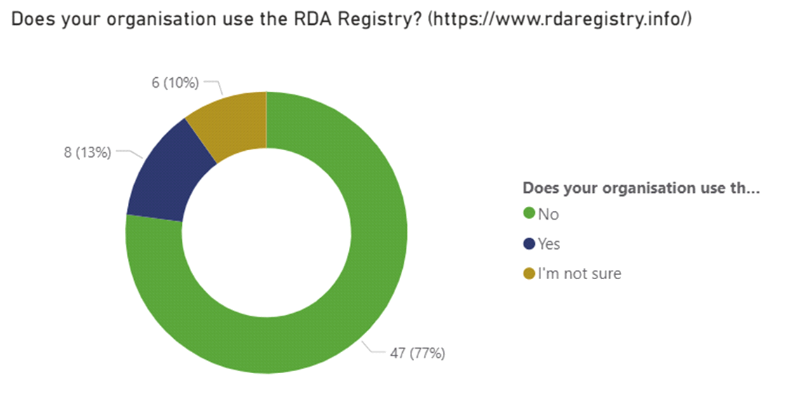 Does your organisation use the RDA Registry? (https://www.rdaregistry.info/)
6 (10%)
8 (13%)
Does your organisation use th...
No
Yes
I'm not sure
47 (77%)